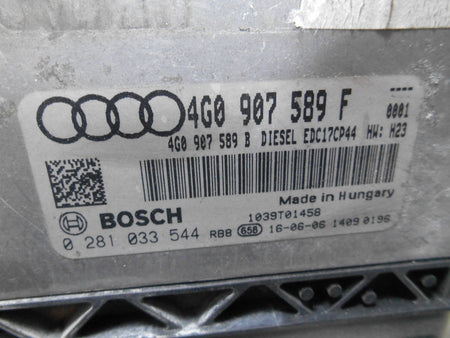 4G0 907 589 F
----
0001
4G0 907 589 B DIESEL EDC17CP44 HW: H23
Made in Hungary
BOSCH
1039T01458
0 281 033 544 RBB 658 16-06-06 1409 0196